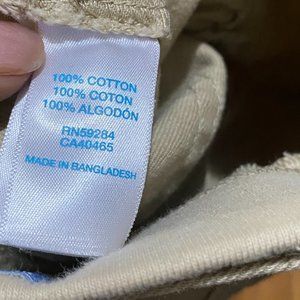 100% COTTON
100% COTON
100% ALGODÓN
RN59284
CA40465
MADE IN BANGLADESH